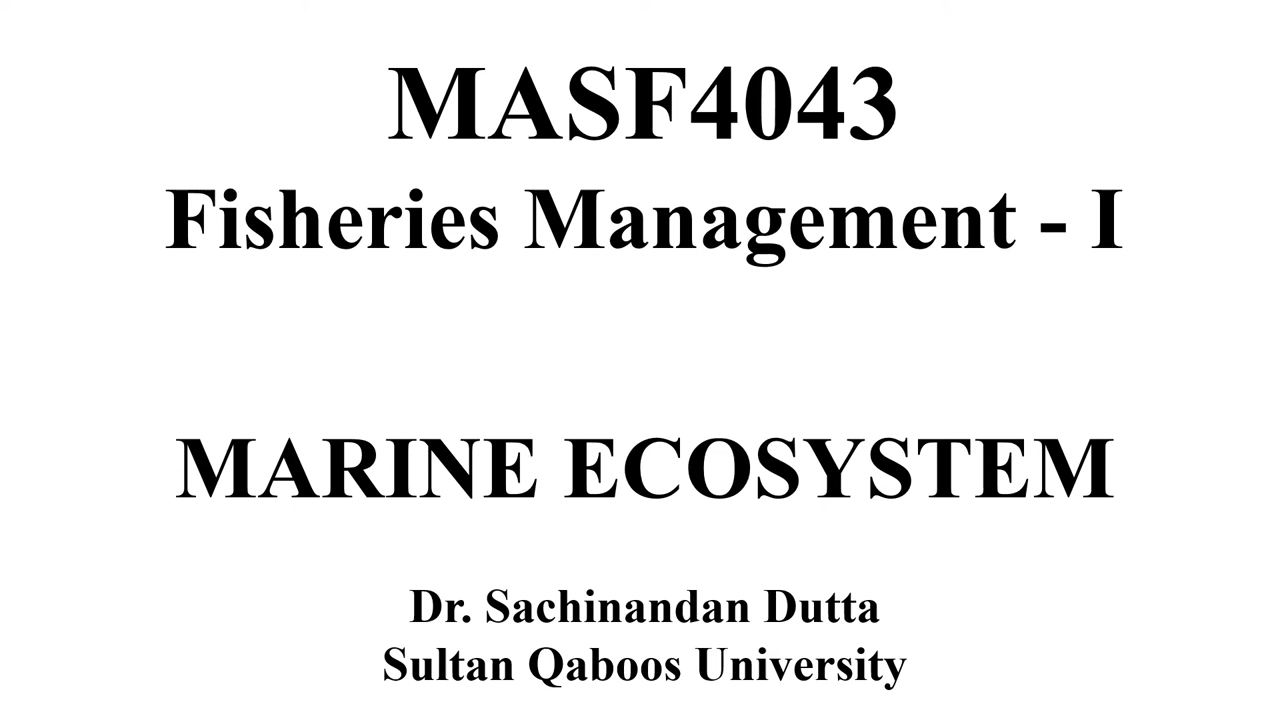 MASF4043
Fisheries Management - I
MARINE ECOSYSTEM
Dr. Sachinandan Dutta
Sultan Qaboos University